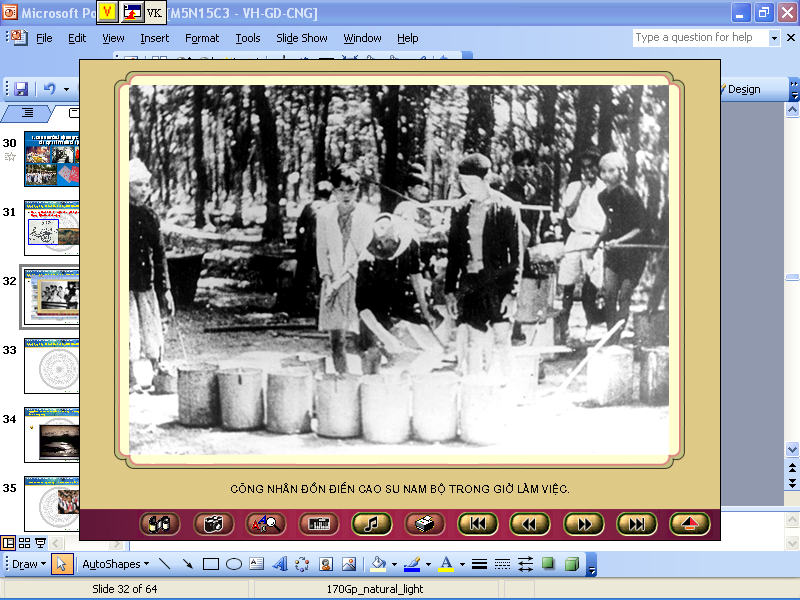 Microsoft Po
V
VK
[M5N15C3 - VH-GD-CNG]
File Edit View Insert Format Tools Slide Show Window Help
Type a question for help
Design
30
31
32
33
34
35
CÔNG NHÂN ĐỒN ĐIỀN CAO SU NAM BỘ TRONG GIỜ LÀM VIỆC.
Draw AutoShapes
Slide 32 of 64
170Gp_natural_light